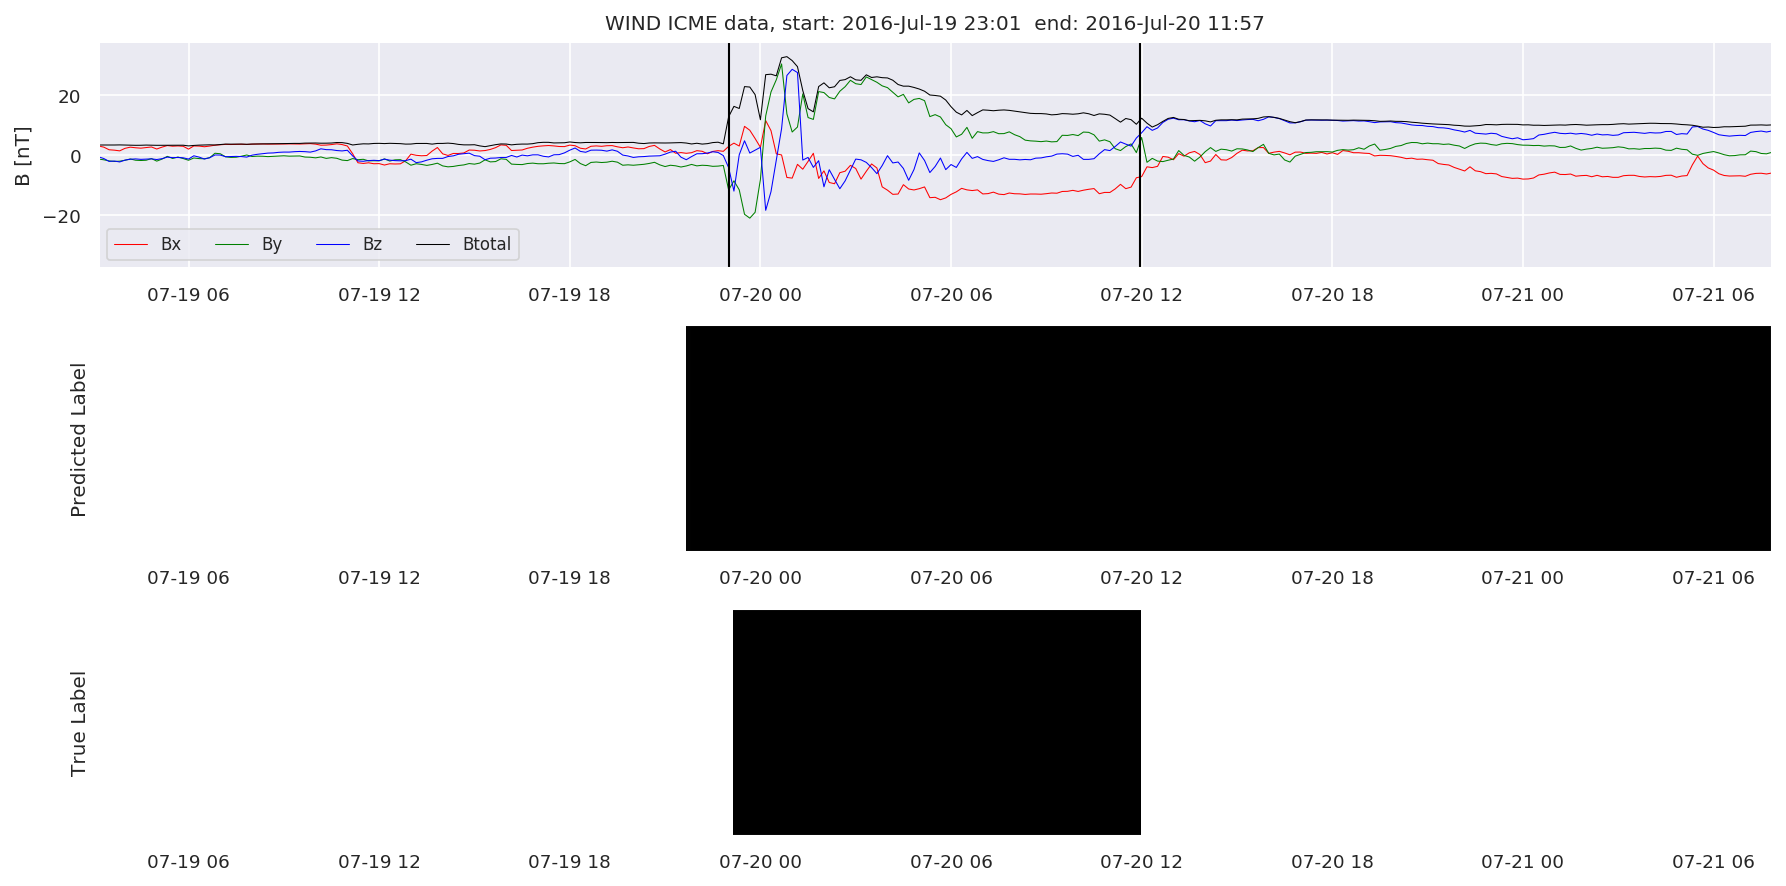 WIND ICME data, start: 2016-Jul-19 23:01  end: 2016-Jul-20 11:57
B [nT]
20
0
−20
Bx By Bz Btotal
07-19 06 07-19 12 07-19 18 07-20 00 07-20 06 07-20 12 07-20 18 07-21 00 07-21 06
Predicted Label
07-19 06 07-19 12 07-19 18 07-20 00 07-20 06 07-20 12 07-20 18 07-21 00 07-21 06
True Label
07-19 06 07-19 12 07-19 18 07-20 00 07-20 06 07-20 12 07-20 18 07-21 00 07-21 06